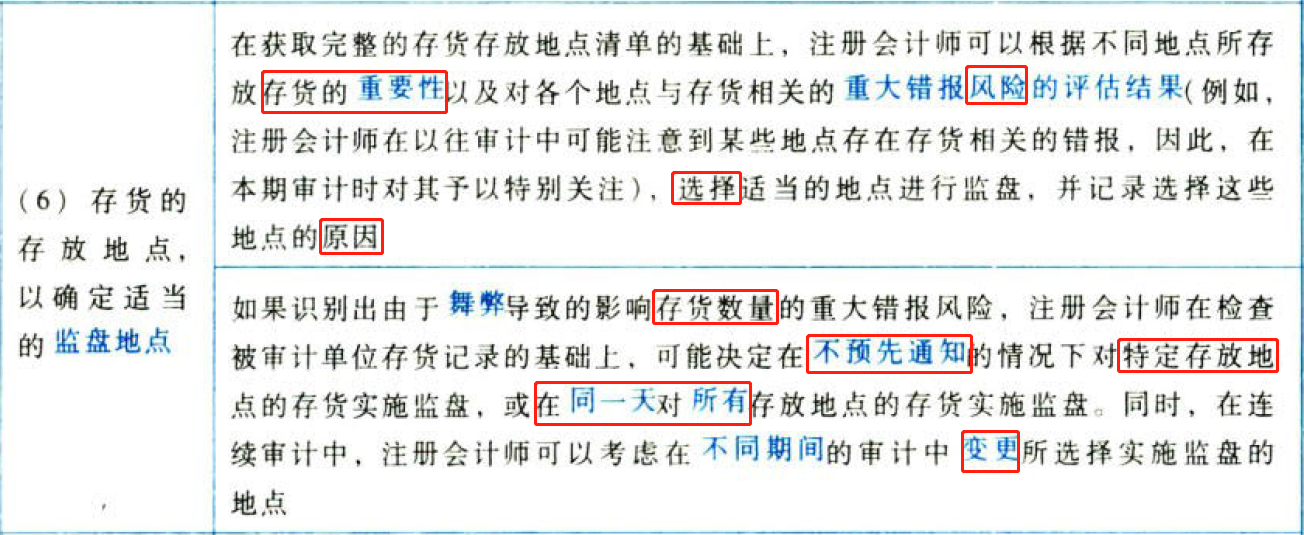 (6) 存货的
存放地点,
以确定适当
的 监盘地点
在获取完整的存货存放地点清单的基础上, 注册会计师可以根据不同地点所存
放存货的 重要性以及对各个地点与存货相关的 重大错报风险的评估结果(例如,
注册会计师在以往审计中可能注意到某些地点存在存货相关的错报, 因此, 在
本期审计时对其予以特别关注), 选择适当的地点进行监盘, 并记录选择这些
地点的原因
如果识别出由于 舞弊导致的影响存货数量的重大错报风险, 注册会计师在检查
被审计单位存货记录的基础上, 可能决定在 不预先通知的情况下对特定存放地
点的存货实施监盘, 或在 同一天对 所有存放地点的存货实施监盘。同时, 在连
续审计中, 注册会计师可以考虑在 不同期间的审计中 变更所选择实施监盘的
地点